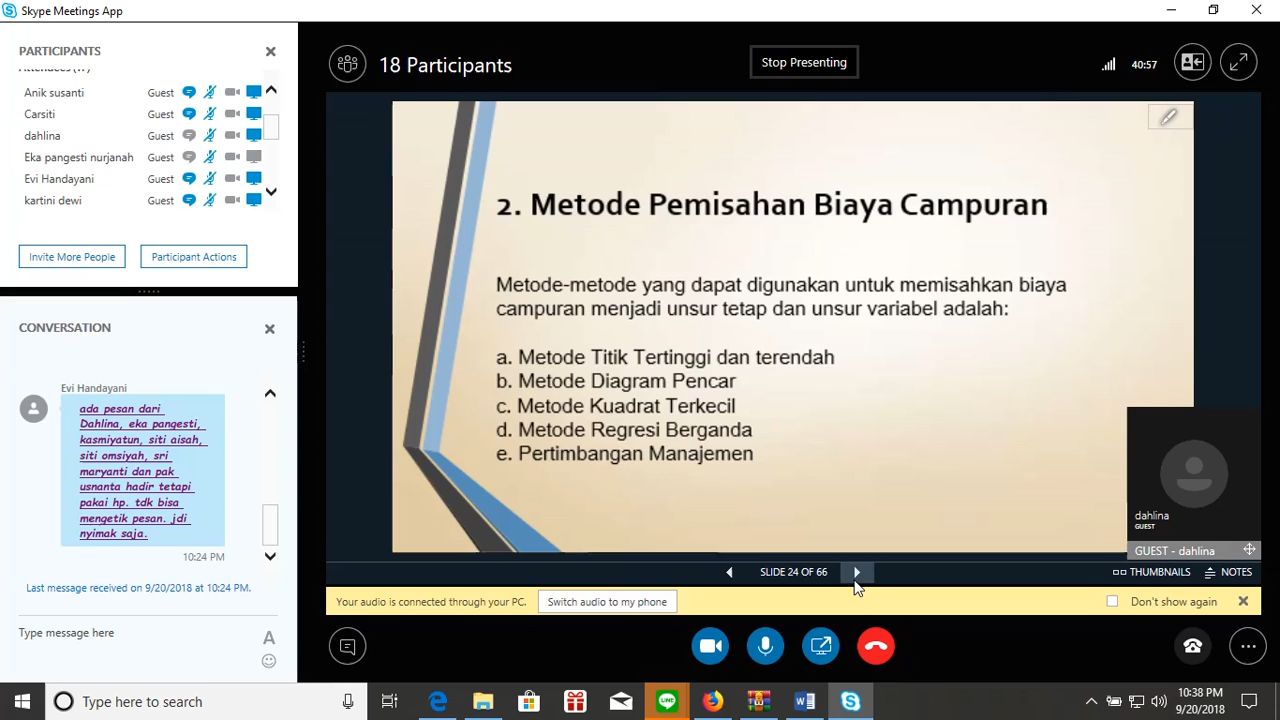 Skype Meetings App
PARTICIPANTS
Anik susanti Guest
Carsiti Guest
dahlina Guest
Eka pangesti nurjanah Guest
Evi Handayani Guest
kartini dewi Guest
Invite More People
Participant Actions
CONVERSATION
Evi Handayani
ada pesan dari
Dahlina, eka pangesti,
kasmiyatun, siti aisah,
siti omsiyah, sri
maryanti dan pak
usnanta hadir tetapi
pakai hp. tdk bisa
mengetik pesan. jdi
nyimak saja.
10:24 PM
Last message received on 9/20/2018 at 10:24 PM.
Type message here
A
18 Participants
Stop Presenting
40:57
2. Metode Pemisahan Biaya Campuran
Metode-metode yang dapat digunakan untuk memisahkan biaya
campuran menjadi unsur tetap dan unsur variabel adalah:
a. Metode Titik Tertinggi dan terendah
b. Metode Diagram Pencar
c. Metode Kuadrat Terkecil
d. Metode Regresi Berganda
e. Pertimbangan Manajemen
dahlina
GUEST
GUEST - dahlina
SLIDE 24 OF 66
THUMBNAILS
NOTES
Your audio is connected through your PC.
Switch audio to my phone
Don't show again
Type here to search
LINE
10:38 PM
9/20/2018